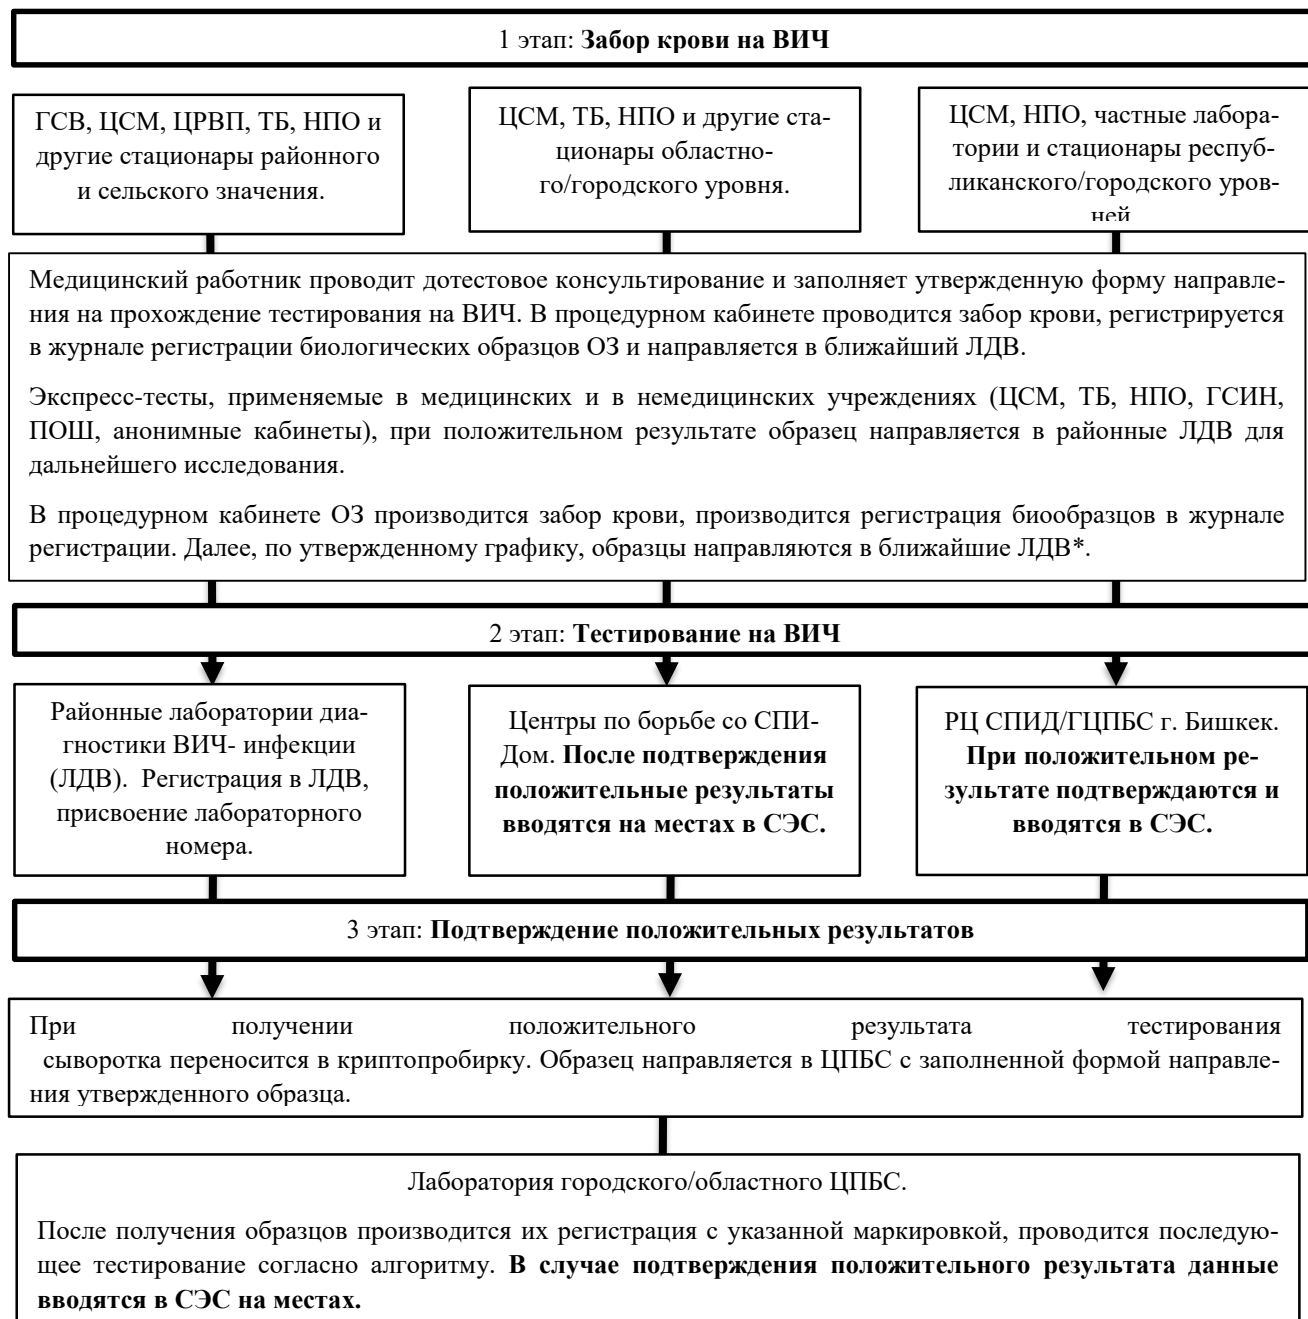 1 этап: Забор крови на ВИЧ
ГСВ, ЦСМ, ЦРВП, ТБ, НПО и
другие стационары районного
и сельского значения.
ЦСМ, ТБ, НПО и другие ста-
ционары областно-
го/городского уровня.
ЦСМ, НПО, частные лабора-
тории и стационары респуб-
ликанского/городского уров-
ней
Медицинский работник проводит дотестовое консультирование и заполняет утвержденную форму направле-
ния на прохождение тестирования на ВИЧ. В процедурном кабинете проводится забор крови, регистрируется
в журнале регистрации биологических образцов ОЗ и направляется в ближайший ЛДВ.
Экспресс-тесты, применяемые в медицинских и в немедицинских учреждениях (ЦСМ, ТБ, НПО, ГСИН,
ПОШ, анонимные кабинеты), при положительном результате образец направляется в районные ЛДВ для
дальнейшего исследования.
В процедурном кабинете ОЗ производится забор крови, производится регистрация биообразцов в журнале
регистрации. Далее, по утвержденному графику, образцы направляются в ближайшие ЛДВ*.
2 этап: Тестирование на ВИЧ
Районные лаборатории диа-
гностики ВИЧ- инфекции
(ЛДВ). Регистрация в ЛДВ,
присвоение лабораторного
номера.
Центры по борьбе со СПИ-
Дом. После подтверждения
положительные результаты
вводятся на местах в СЭС.
РЦ СПИД/ГЦПБС г. Бишкек.
При положительном ре-
зультате подтверждаются и
вводятся в СЭС.
3 этап: Подтверждение положительных результатов
При получении положительного результата тестирования
сыворотка переносится в криптопробирку. Образец направляется в ЦПБС с заполненной формой направле-
ния утвержденного образца.
Лаборатория городского/областного ЦПБС.
После получения образцов производится их регистрация с указанной маркировкой, проводится последую-
щее тестирование согласно алгоритму. В случае подтверждения положительного результата данные
вводятся в СЭС на местах.